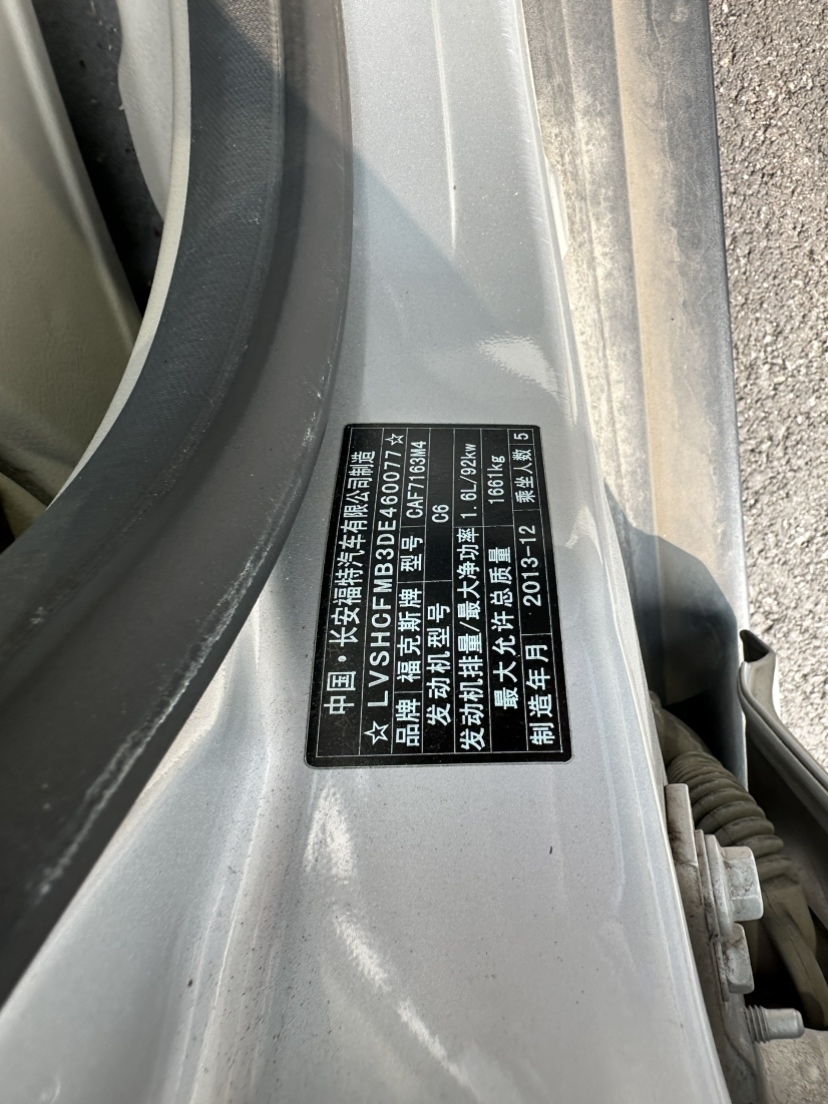 中国·长安福特汽车有限公司制造
☆LVSHCFMB3DE460077☆
品牌 福克斯牌 型号 CAF7163M4
发动机型号 C6
发动机排量/最大净功率 1.6L/92kw
最大允许总质量 1661kg
制造年月 2013-12 乘坐人数 5